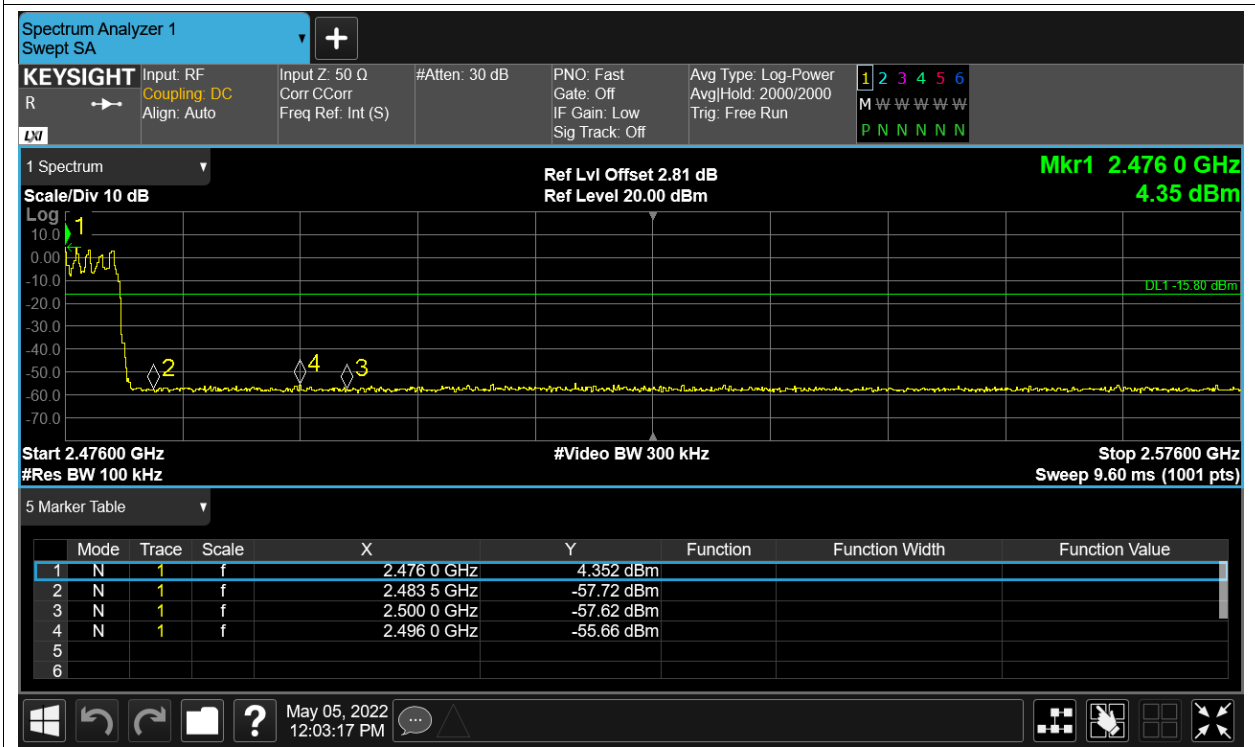 Spectrum Analyzer 1
Swept SA
+
KEYSIGHT Input: RF Input Z: 50 Ω #Atten: 30 dB PNO: Fast Avg Type: Log-Power 1 2 3 4 5 6
R Coupling: DC Corr CCorr Gate: Off Avg|Hold: 2000/2000 M W W W W W
Align: Auto Freq Ref: Int (S) IF Gain: Low Trig: Free Run
LXI Sig Track: Off P N N N N N
1 Spectrum Ref Lvl Offset 2.81 dB Mkr1 2.476 0 GHz
Scale/Div 10 dB Ref Level 20.00 dBm 4.35 dBm
Log 1
10.0
0.00
-10.0 DL1 -15.80 dBm
-20.0
-30.0
-40.0
-50.0 2 4 3
-60.0
-70.0
Start 2.47600 GHz #Video BW 300 kHz Stop 2.57600 GHz
#Res BW 100 kHz Sweep 9.60 ms (1001 pts)
5 Marker Table
Mode Trace Scale X Y Function Function Width Function Value
1 N 1 f 2.476 0 GHz 4.352 dBm
2 N 1 f 2.483 5 GHz -57.72 dBm
3 N 1 f 2.500 0 GHz -57.62 dBm
4 N 1 f 2.496 0 GHz -55.66 dBm
5
6
? May 05, 2022
12:03:17 PM